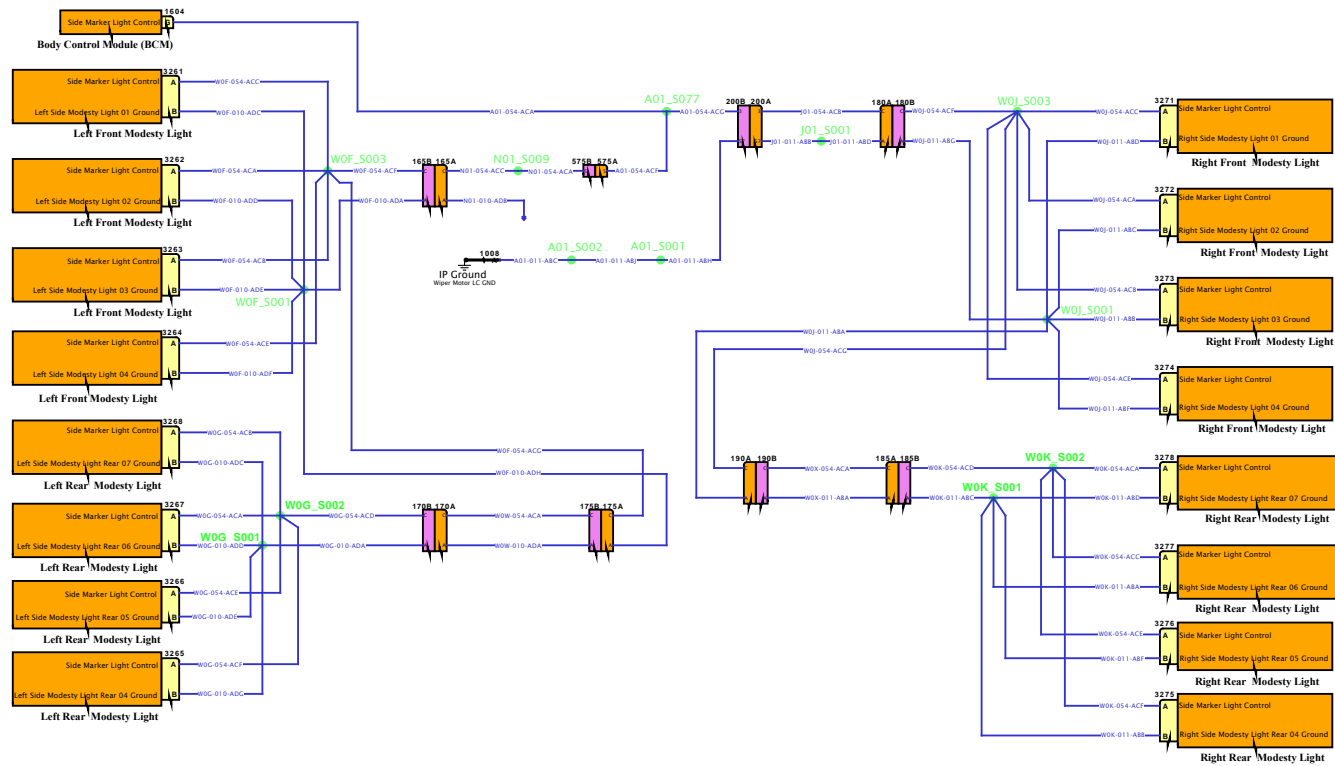 1604
Side Marker Light Control
G
Body Control Module (BCM)
3261
Side Marker Light Control
A
W0F-054-ACC
Left Side Modesty Light 01 Ground
B
W0F-010-ADC
Left Front Modesty Light
3262
Side Marker Light Control
A
W0F-054-ACA
Left Side Modesty Light 02 Ground
B
W0F-010-ADD
Left Front Modesty Light
3263
Side Marker Light Control
A
W0F-054-ACB
Left Side Modesty Light 03 Ground
B
W0F-010-ADE
Left Front Modesty Light
3264
Side Marker Light Control
A
W0F-054-ACE
Left Side Modesty Light 04 Ground
B
W0F-010-ADF
Left Front Modesty Light
3268
Side Marker Light Control
A
W0G-054-ACB
Left Side Modesty Light Rear 07 Ground
B
W0G-010-ADC
Left Rear Modesty Light
3267
Side Marker Light Control
A
W0G-054-ACA
Left Side Modesty Light Rear 06 Ground
B
W0G-010-ADD
Left Rear Modesty Light
3266
Side Marker Light Control
A
W0G-054-ACE
Left Side Modesty Light Rear 05 Ground
B
W0G-010-ADE
Left Rear Modesty Light
3265
Side Marker Light Control
A
W0G-054-ACF
Left Side Modesty Light Rear 04 Ground
B
W0G-010-ADG
Left Rear Modesty Light
W0F_S003
W0F_S001
W0G_S002
W0G_S001
W0F-054-ACF
W0F-010-ADA
165B 165A
N01-054-ACC
N01_S009
N01-054-ACA
575B 575A
A01-054-ACF
N01-010-ADB
A01-054-ACA
A01_S077
A01-054-ACG
200B 200A
J01-054-ACB
180A 180B
W0J-054-ACF
J01-011-ABB
J01_S001
J01-011-ABD
W0J-011-ABG
1008
A
IP Ground
Wiper Motor LC GND
A01-011-ABC
A01_S002
A01-011-ABJ
A01_S001
A01-011-ABH
W0F-054-ACG
W0F-010-ADH
W0G-054-ACD
W0G-010-ADA
170B 170A
W0W-054-ACA
W0W-010-ADA
175B 175A
W0J_S003
W0J_S001
W0J-011-ABA
W0J-054-ACG
190A 190B
W0X-054-ACA
W0X-011-ABA
185A 185B
W0K-054-ACD
W0K-011-ABC
W0K_S002
W0K_S001
3271
W0J-054-ACC
A
Side Marker Light Control
W0J-011-ABD
B
Right Side Modesty Light 01 Ground
Right Front Modesty Light
3272
W0J-054-ACA
A
Side Marker Light Control
W0J-011-ABC
B
Right Side Modesty Light 02 Ground
Right Front Modesty Light
3273
W0J-054-ACB
A
Side Marker Light Control
W0J-011-ABB
B
Right Side Modesty Light 03 Ground
Right Front Modesty Light
3274
W0J-054-ACE
A
Side Marker Light Control
W0J-011-ABF
B
Right Side Modesty Light 04 Ground
Right Front Modesty Light
3278
W0K-054-ACA
A
Side Marker Light Control
W0K-011-ABD
B
Right Side Modesty Light Rear 07 Ground
Right Rear Modesty Light
3277
W0K-054-ACC
A
Side Marker Light Control
W0K-011-ABA
B
Right Side Modesty Light Rear 06 Ground
Right Rear Modesty Light
3276
W0K-054-ACE
A
Side Marker Light Control
W0K-011-ABF
B
Right Side Modesty Light Rear 05 Ground
Right Rear Modesty Light
3275
W0K-054-ACF
A
Side Marker Light Control
W0K-011-ABB
B
Right Side Modesty Light Rear 04 Ground
Right Rear Modesty Light